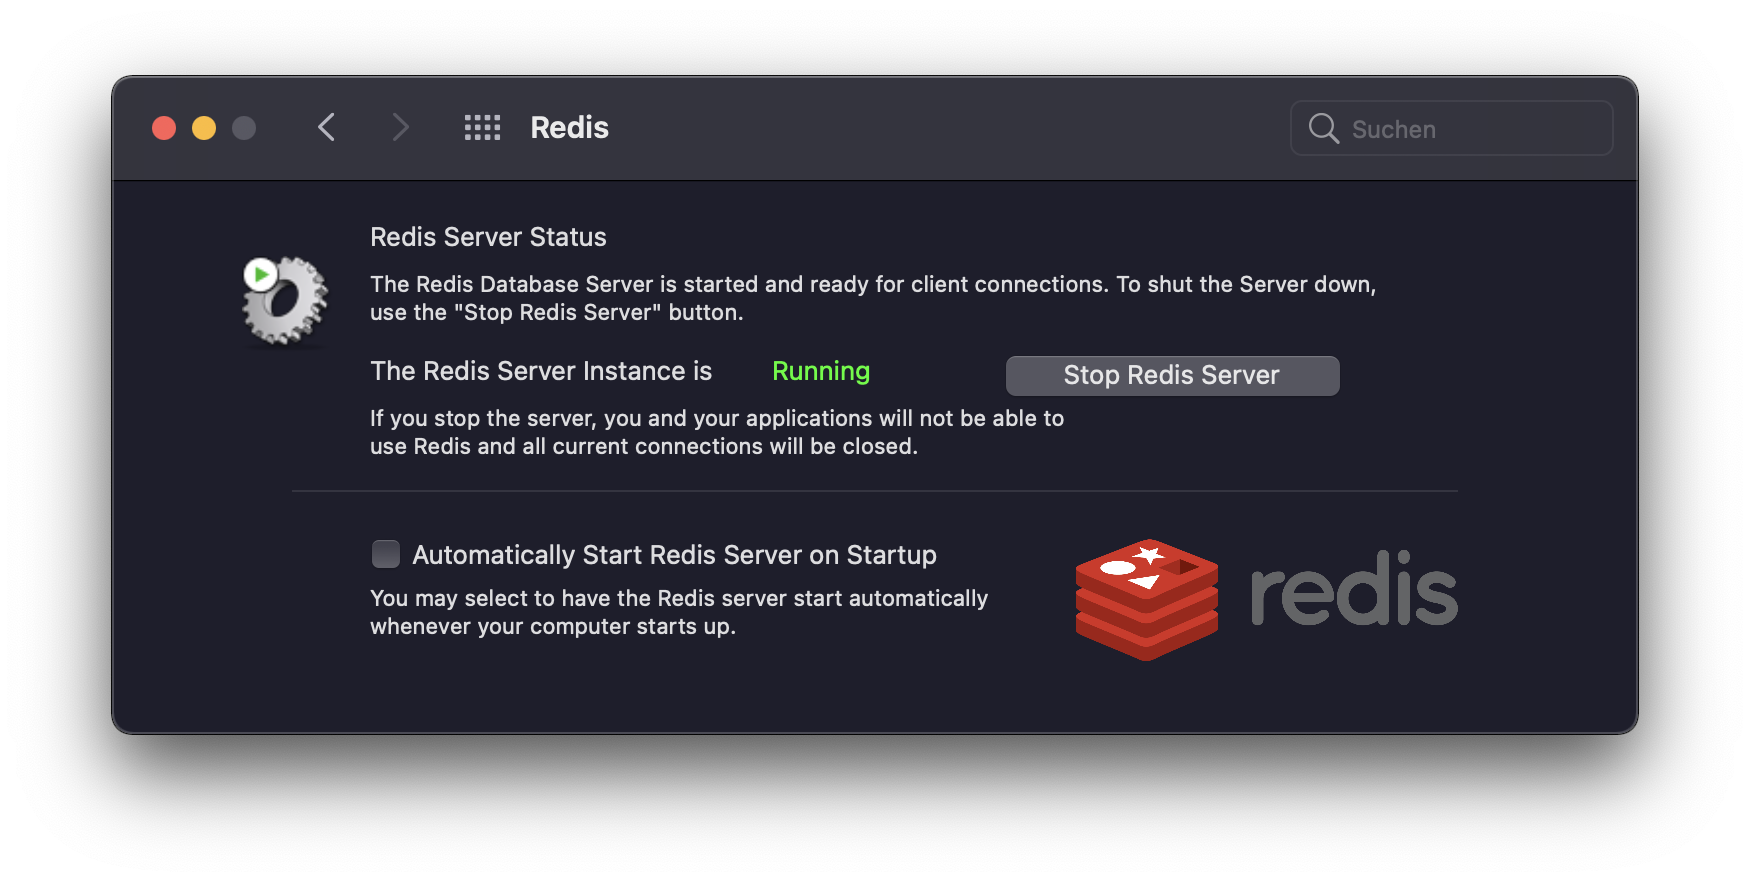 Redis
Suchen
Redis Server Status
The Redis Database Server is started and ready for client connections. To shut the Server down,
use the "Stop Redis Server" button.
The Redis Server Instance is Running
Stop Redis Server
If you stop the server, you and your applications will not be able to
use Redis and all current connections will be closed.
Automatically Start Redis Server on Startup
You may select to have the Redis server start automatically
whenever your computer starts up.
redis